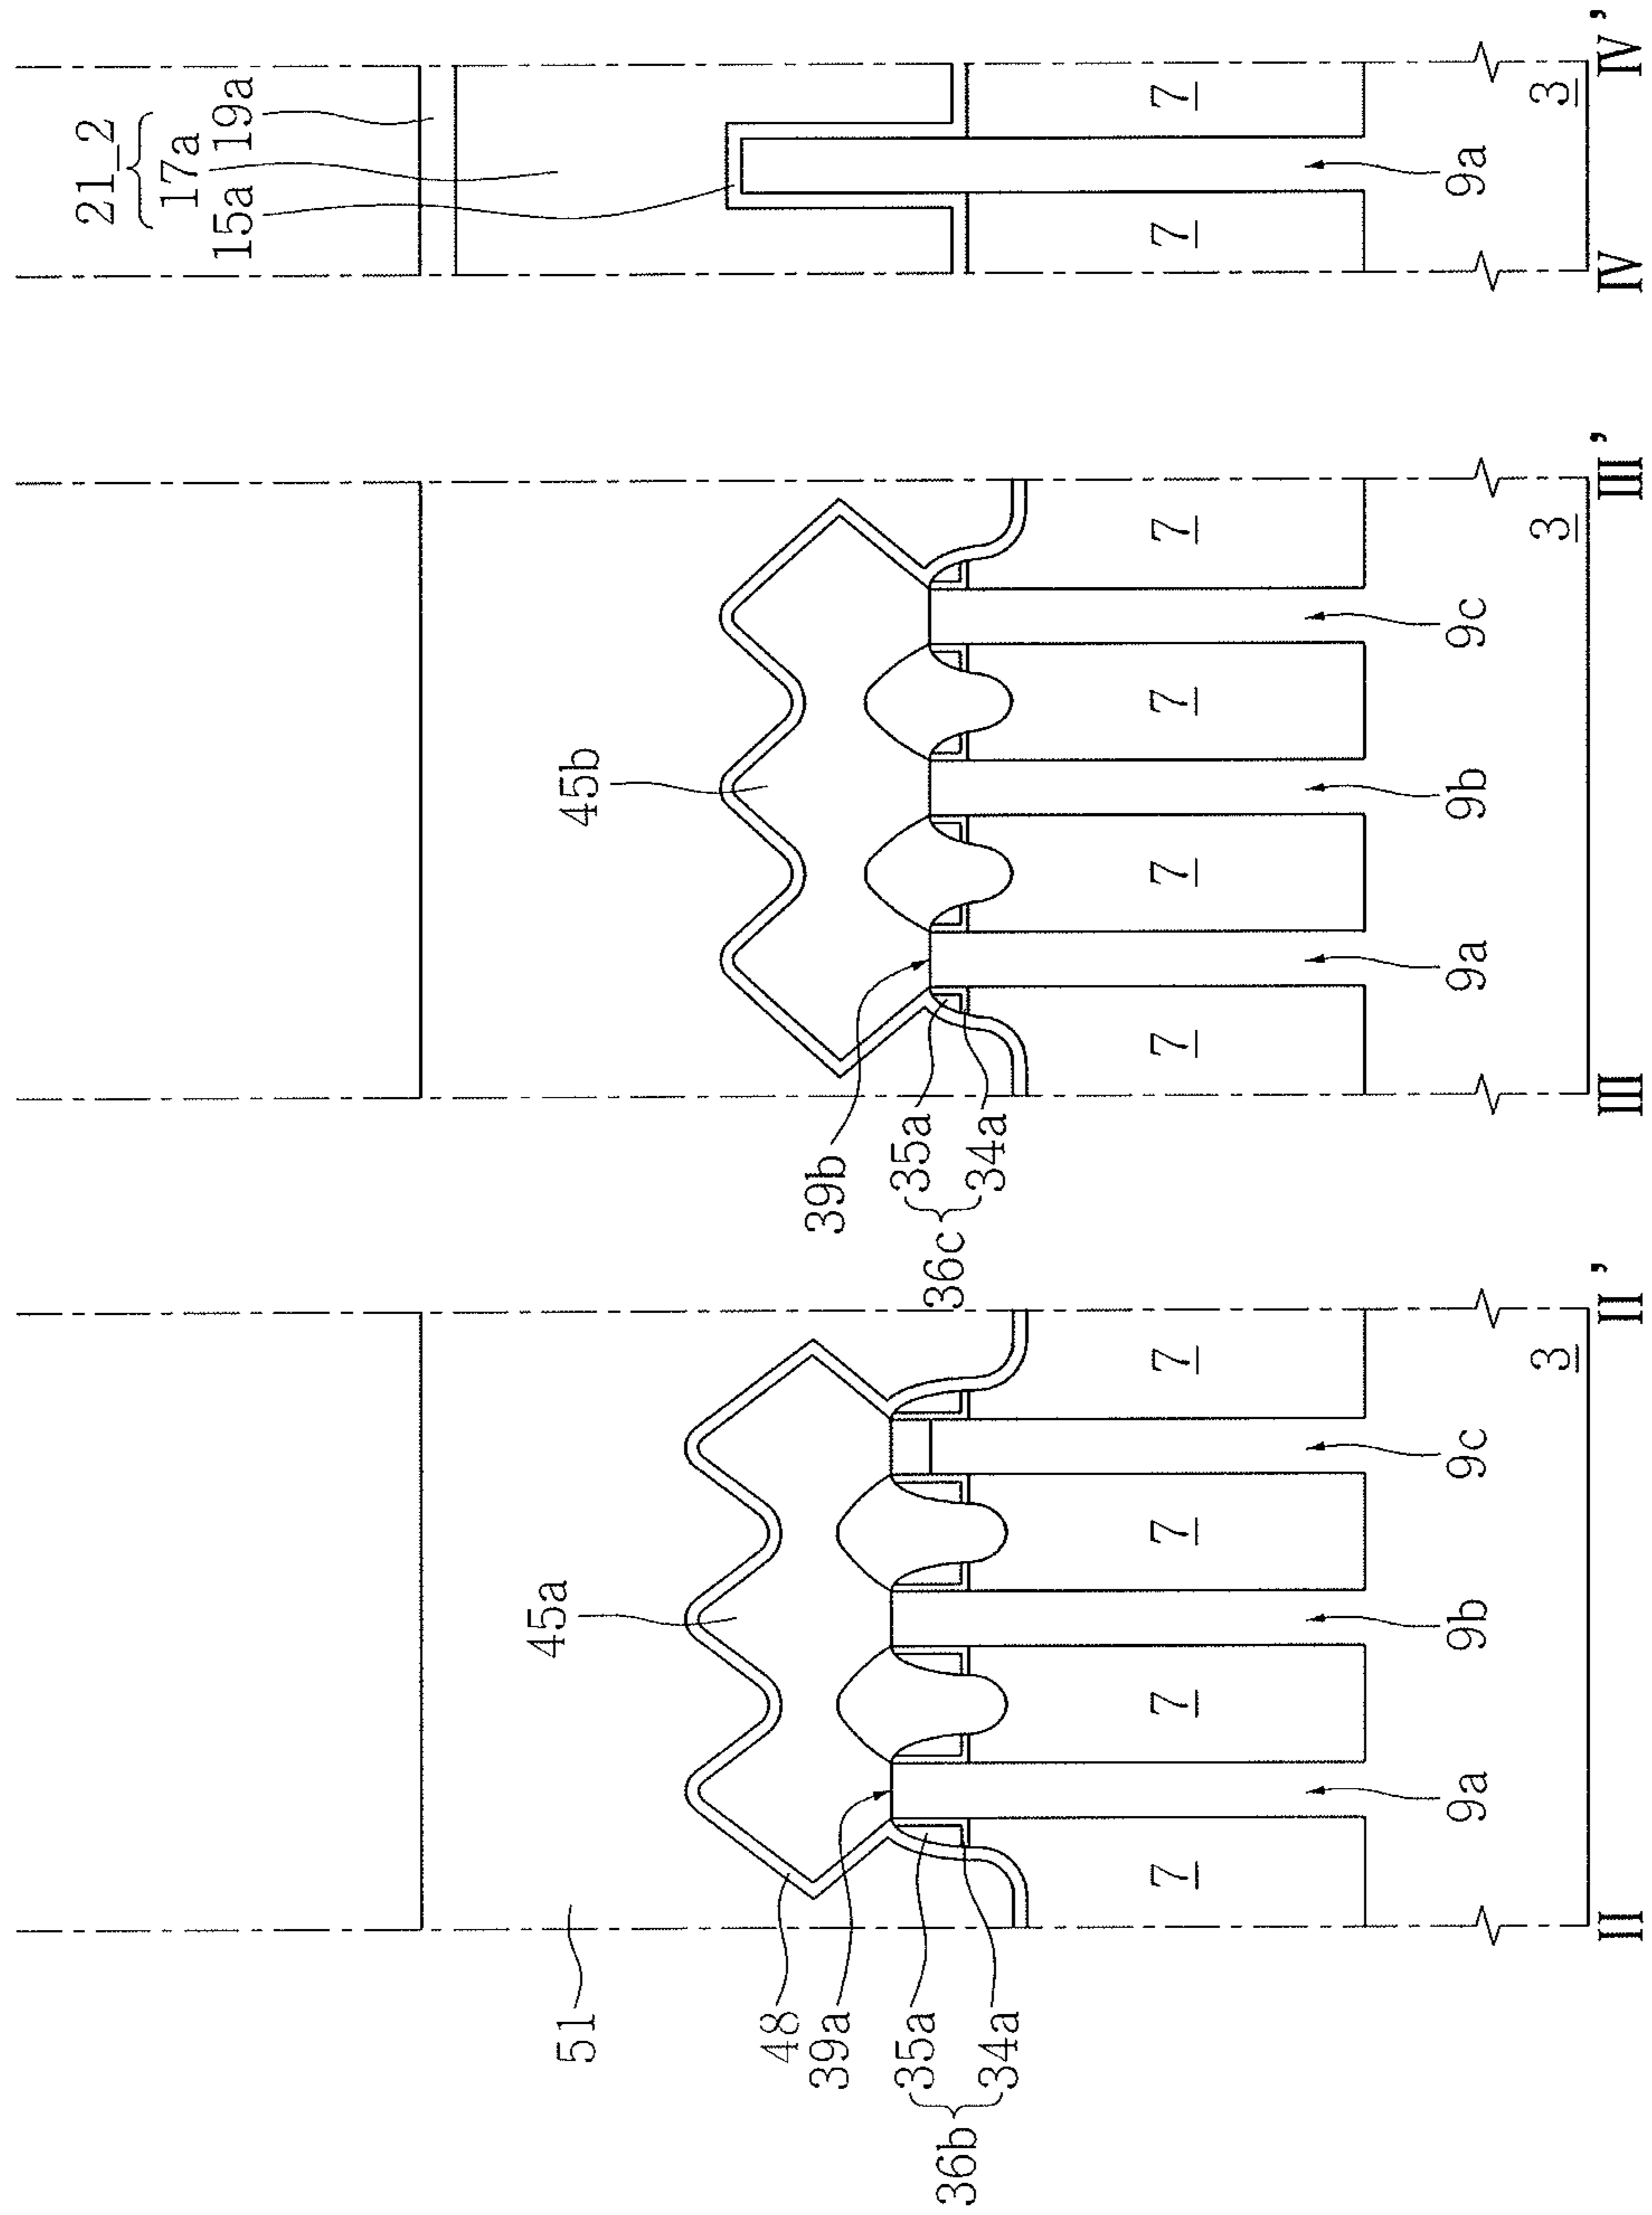 21_2
15a 17a 19a
7 7
9a
3
IV IV'
45b
39b
36c
35a
34a
7 7 7 7
9a 9b 9c
3
III III'
45a
51
48
39a
36b
35a
34a
7 7 7 7
9a 9b 9c
3
II II'